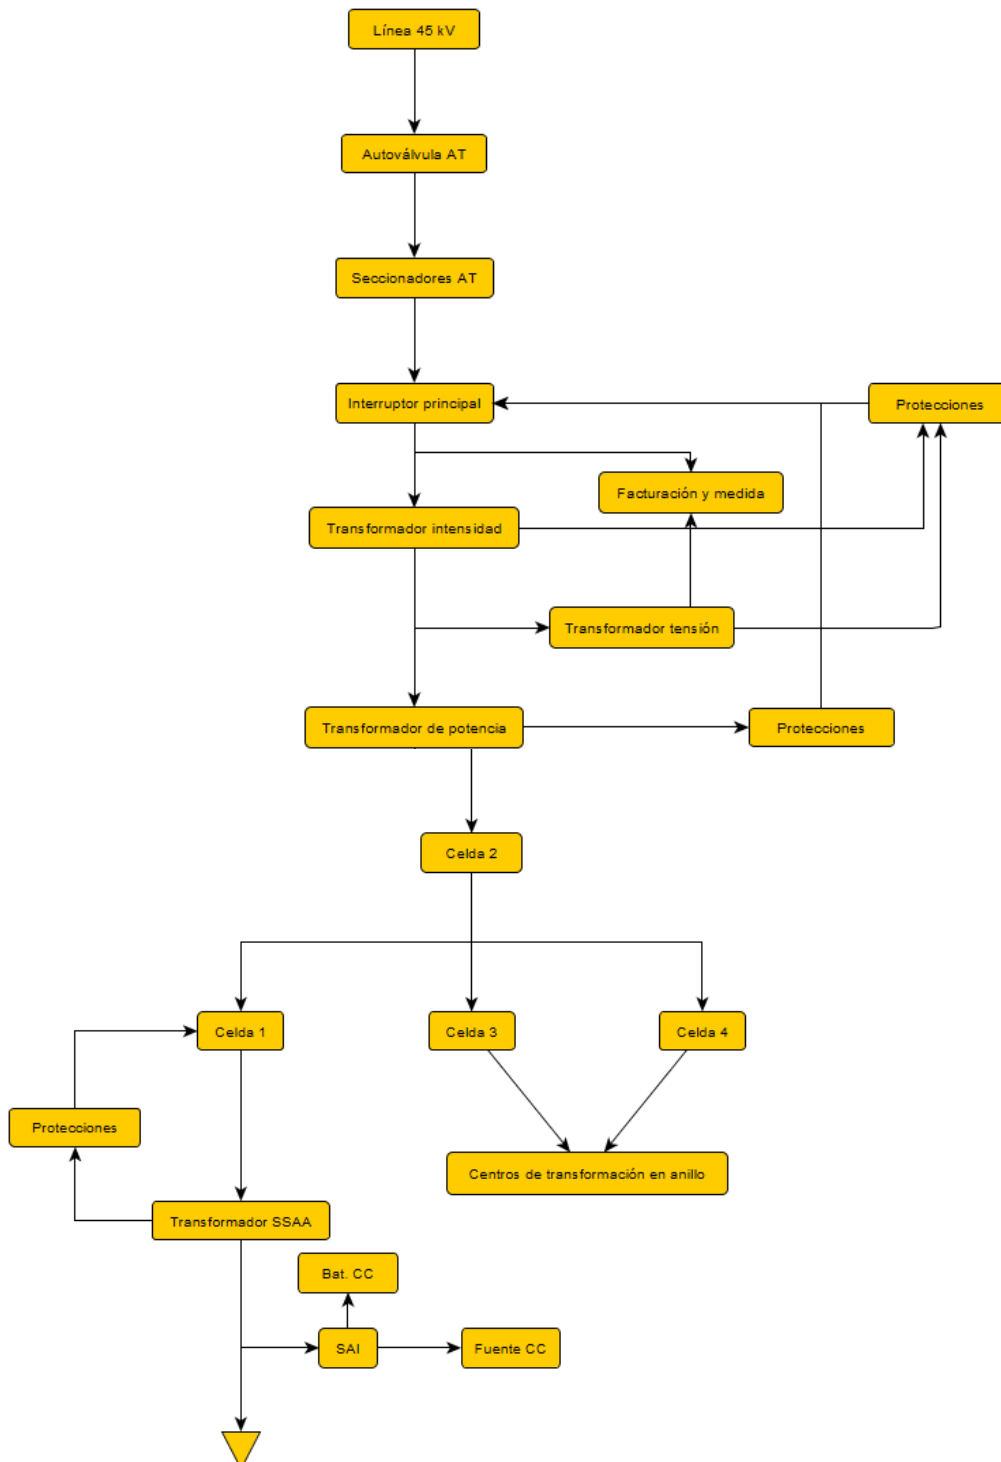 Línea 45 kV
Autoválvula AT
Seccionadores AT
Interruptor principal
Protecciones
Facturación y medida
Transformador intensidad
Transformador tensión
Transformador de potencia
Protecciones
Celda 2
Celda 1
Celda 3
Celda 4
Protecciones
Centros de transformación en anillo
Transformador SSAA
Bat. CC
SAI
Fuente CC